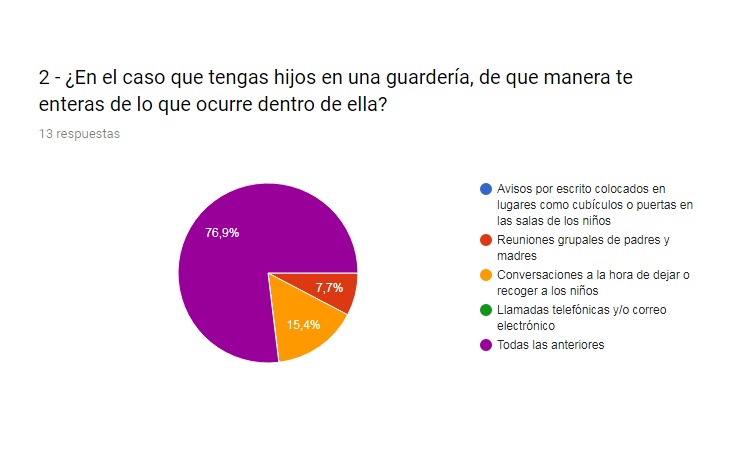 2 - ¿En el caso que tengas hijos en una guardería, de que manera te
enteras de lo que ocurre dentro de ella?
13 respuestas
76,9%
7,7%
15,4%
Avisos por escrito colocados en
lugares como cubículos o puertas en
las salas de los niños
Reuniones grupales de padres y
madres
Conversaciones a la hora de dejar o
recoger a los niños
Llamadas telefónicas y/o correo
electrónico
Todas las anteriores